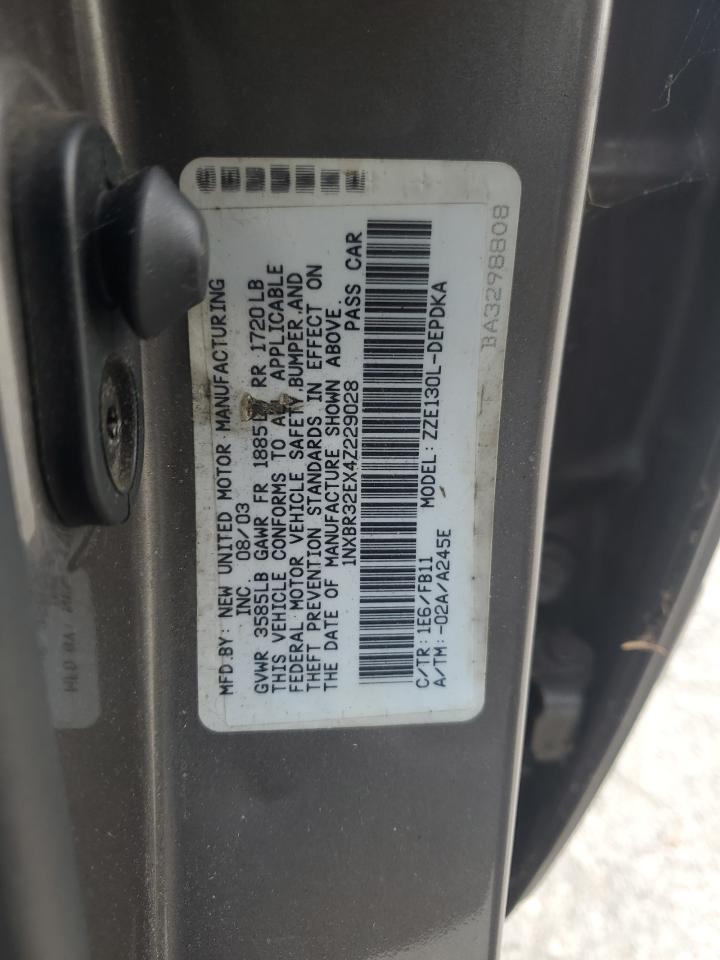 MFD.BY: NEW UNITED MOTOR MANUFACTURING
INC. 08/03
GVWR 3585LB GAWR FR 1885LB RR 1720LB
THIS VEHICLE CONFORMS TO ALL APPLICABLE
FEDERAL MOTOR VEHICLE SAFETY,BUMPER,AND
THEFT PREVENTION STANDARDS IN EFFECT ON
THE DATE OF MANUFACTURE SHOWN ABOVE.
1NXBR32EX4Z229028 PASS CAR
C/TR: 1E6/FB11 MODEL: ZZE130L-DEPDKA
A/TM: -02A/A245E
BA3298808